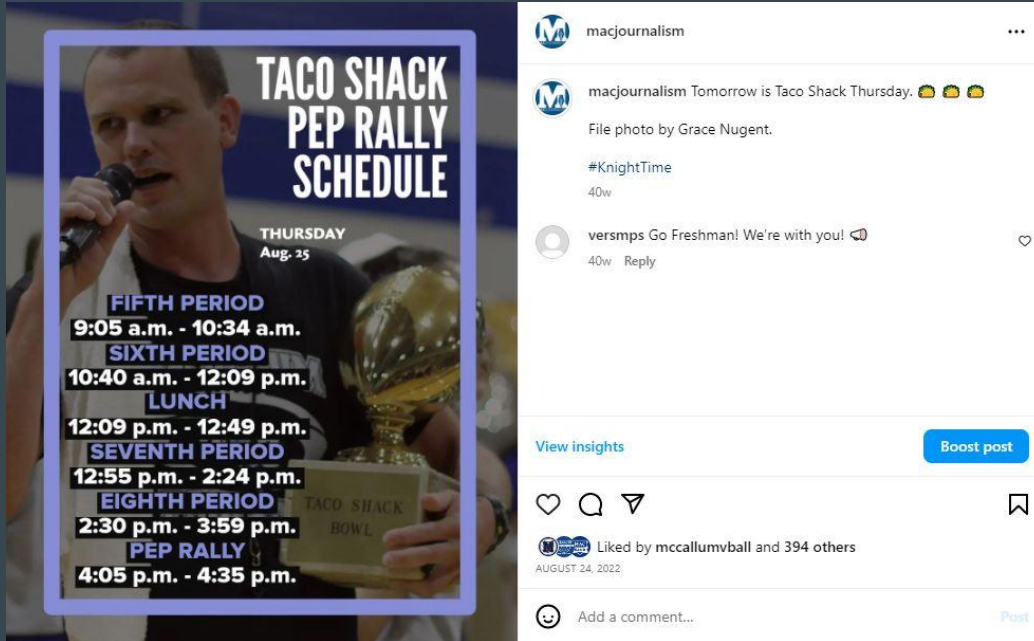 TACO SHACK
PEP RALLY
SCHEDULE
THURSDAY
Aug. 25
FIFTH PERIOD
9:05 a.m. - 10:34 a.m.
SIXTH PERIOD
10:40 a.m. - 12:09 p.m.
LUNCH
12:09 p.m. - 12:49 p.m.
SEVENTH PERIOD
12:55 p.m. - 2:24 p.m.
EIGHTH PERIOD
2:30 p.m. - 3:59 p.m.
PEP RALLY
4:05 p.m. - 4:35 p.m.
TACO SHACK
BOWL
M
macjournalism
M
macjournalism Tomorrow is Taco Shack Thursday. 🌮 🌮 🌮
File photo by Grace Nugent.
#KnightTime
40w
versmps Go Freshman! We're with you! 📣
40w Reply
View insights
Boost post
Liked by mccallumvball and 394 others
AUGUST 24, 2022
Add a comment...
Post